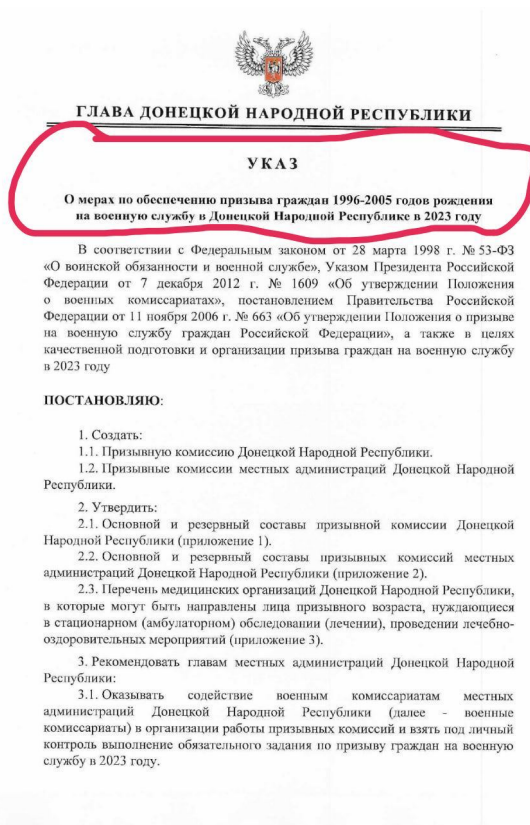 ГЛАВА ДОНЕЦКОЙ НАРОДНОЙ РЕСПУБЛИКИ
УКАЗ
О мерах по обеспечению призыва граждан 1996-2005 годов рождения
на военную службу в Донецкой Народной Республике в 2023 году
В соответствии с Федеральным законом от 28 марта 1998 г. № 53-ФЗ
«О воинской обязанности и военной службе», Указом Президента Российской
Федерации от 7 декабря 2012 г. № 1609 «Об утверждении Положения
о военных комиссариатах», постановлением Правительства Российской
Федерации от 11 ноября 2006 г. № 663 «Об утверждении Положения о призыве
на военную службу граждан Российской Федерации», а также в целях
качественной подготовки и организации призыва граждан на военную службу
в 2023 году
ПОСТАНОВЛЯЮ:
1. Создать:
1.1. Призывную комиссию Донецкой Народной Республики.
1.2. Призывные комиссии местных администраций Донецкой Народной
Республики.
2. Утвердить:
2.1. Основной и резервный составы призывной комиссии Донецкой
Народной Республики (приложение 1).
2.2. Основной и резервный составы призывных комиссий местных
администраций Донецкой Народной Республики (приложение 2).
2.3. Перечень медицинских организаций Донецкой Народной Республики,
в которые могут быть направлены лица призывного возраста, нуждающиеся
в стационарном (амбулаторном) обследовании (лечении), проведении лечебно-
оздоровительных мероприятий (приложение 3).
3. Рекомендовать главам местных администраций Донецкой Народной
Республики:
3.1. Оказывать содействие военным комиссариатам местных
администраций Донецкой Народной Республики (далее - военные
комиссариаты) в организации работы призывных комиссий и взять под личный
контроль выполнение обязательного задания по призыву граждан на военную
службу в 2023 году.